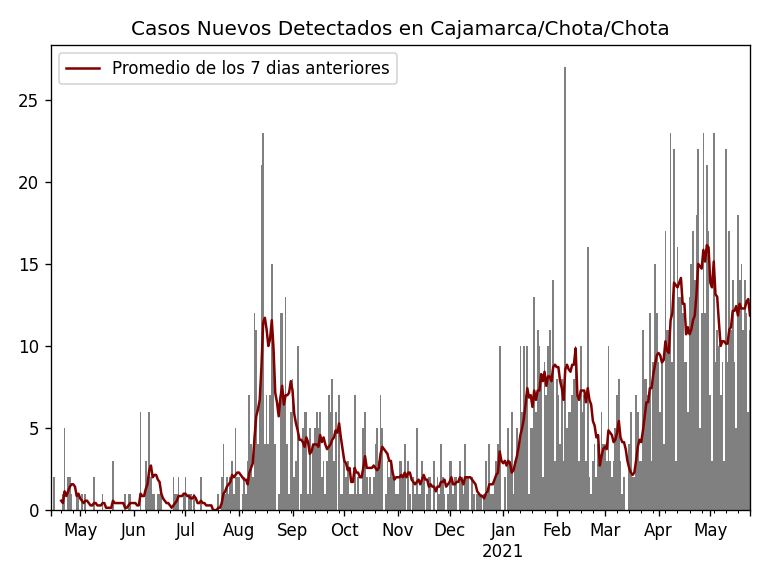 Casos Nuevos Detectados en Cajamarca/Chota/Chota
Promedio de los 7 dias anteriores
25
20
15
10
5
0
May Jun Jul Aug Sep Oct Nov Dec Jan Feb Mar Apr May
2021